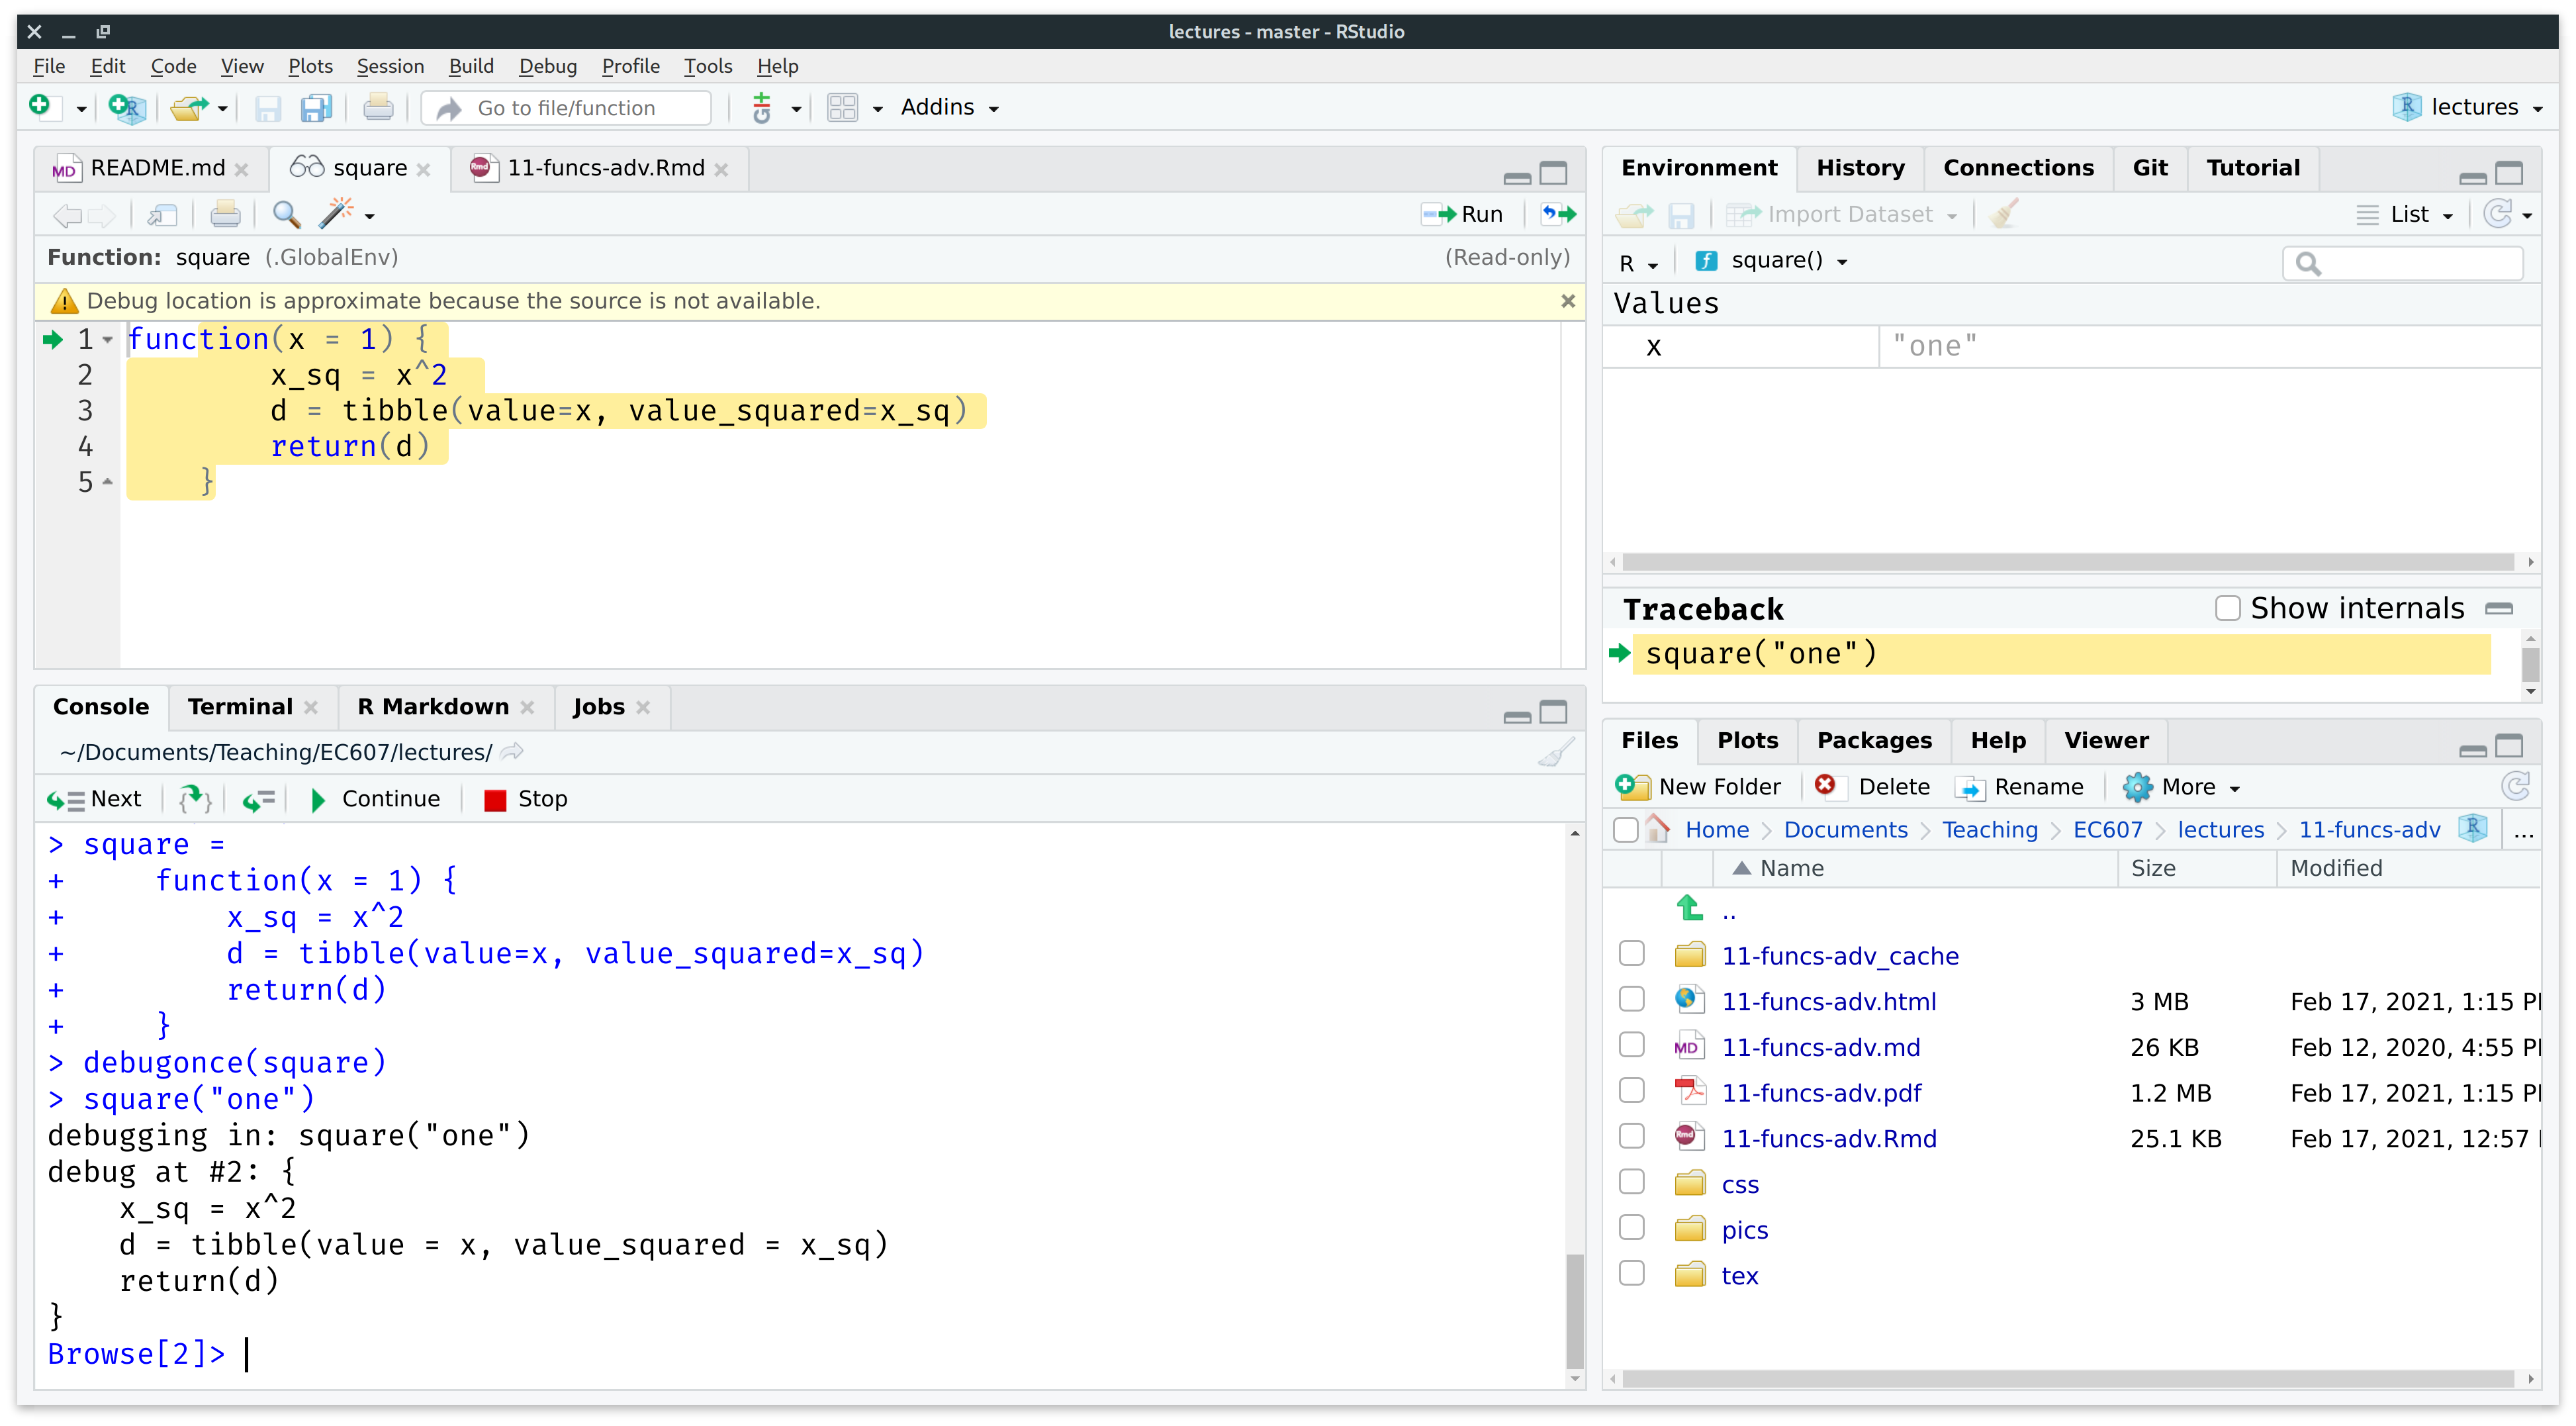 lectures - master - RStudio
File Edit Code View Plots Session Build Debug Profile Tools Help
Go to file/function Addins lectures
README.md square 11-funcs-adv.Rmd
Run
Function: square (.GlobalEnv) (Read-only)
Debug location is approximate because the source is not available.
1 function(x = 1) {
2 x_sq = x^2
3 d = tibble(value=x, value_squared=x_sq)
4 return(d)
5 }
Console Terminal R Markdown Jobs
~/Documents/Teaching/EC607/lectures/
Next Continue Stop
> square =
+ function(x = 1) {
+ x_sq = x^2
+ d = tibble(value=x, value_squared=x_sq)
+ return(d)
+ }
> debugonce(square)
> square("one")
debugging in: square("one")
debug at #2: {
x_sq = x^2
d = tibble(value = x, value_squared = x_sq)
return(d)
}
Browse[2]>
Environment History Connections Git Tutorial
Import Dataset List
R square()
Values
x "one"
Traceback Show internals
square("one")
Files Plots Packages Help Viewer
New Folder Delete Rename More
Home Documents Teaching EC607 lectures 11-funcs-adv ...
Name Size Modified
..
11-funcs-adv_cache
11-funcs-adv.html 3 MB Feb 17, 2021, 1:15 P
11-funcs-adv.md 26 KB Feb 12, 2020, 4:55 P
11-funcs-adv.pdf 1.2 MB Feb 17, 2021, 1:15 P
11-funcs-adv.Rmd 25.1 KB Feb 17, 2021, 12:57
css
pics
tex